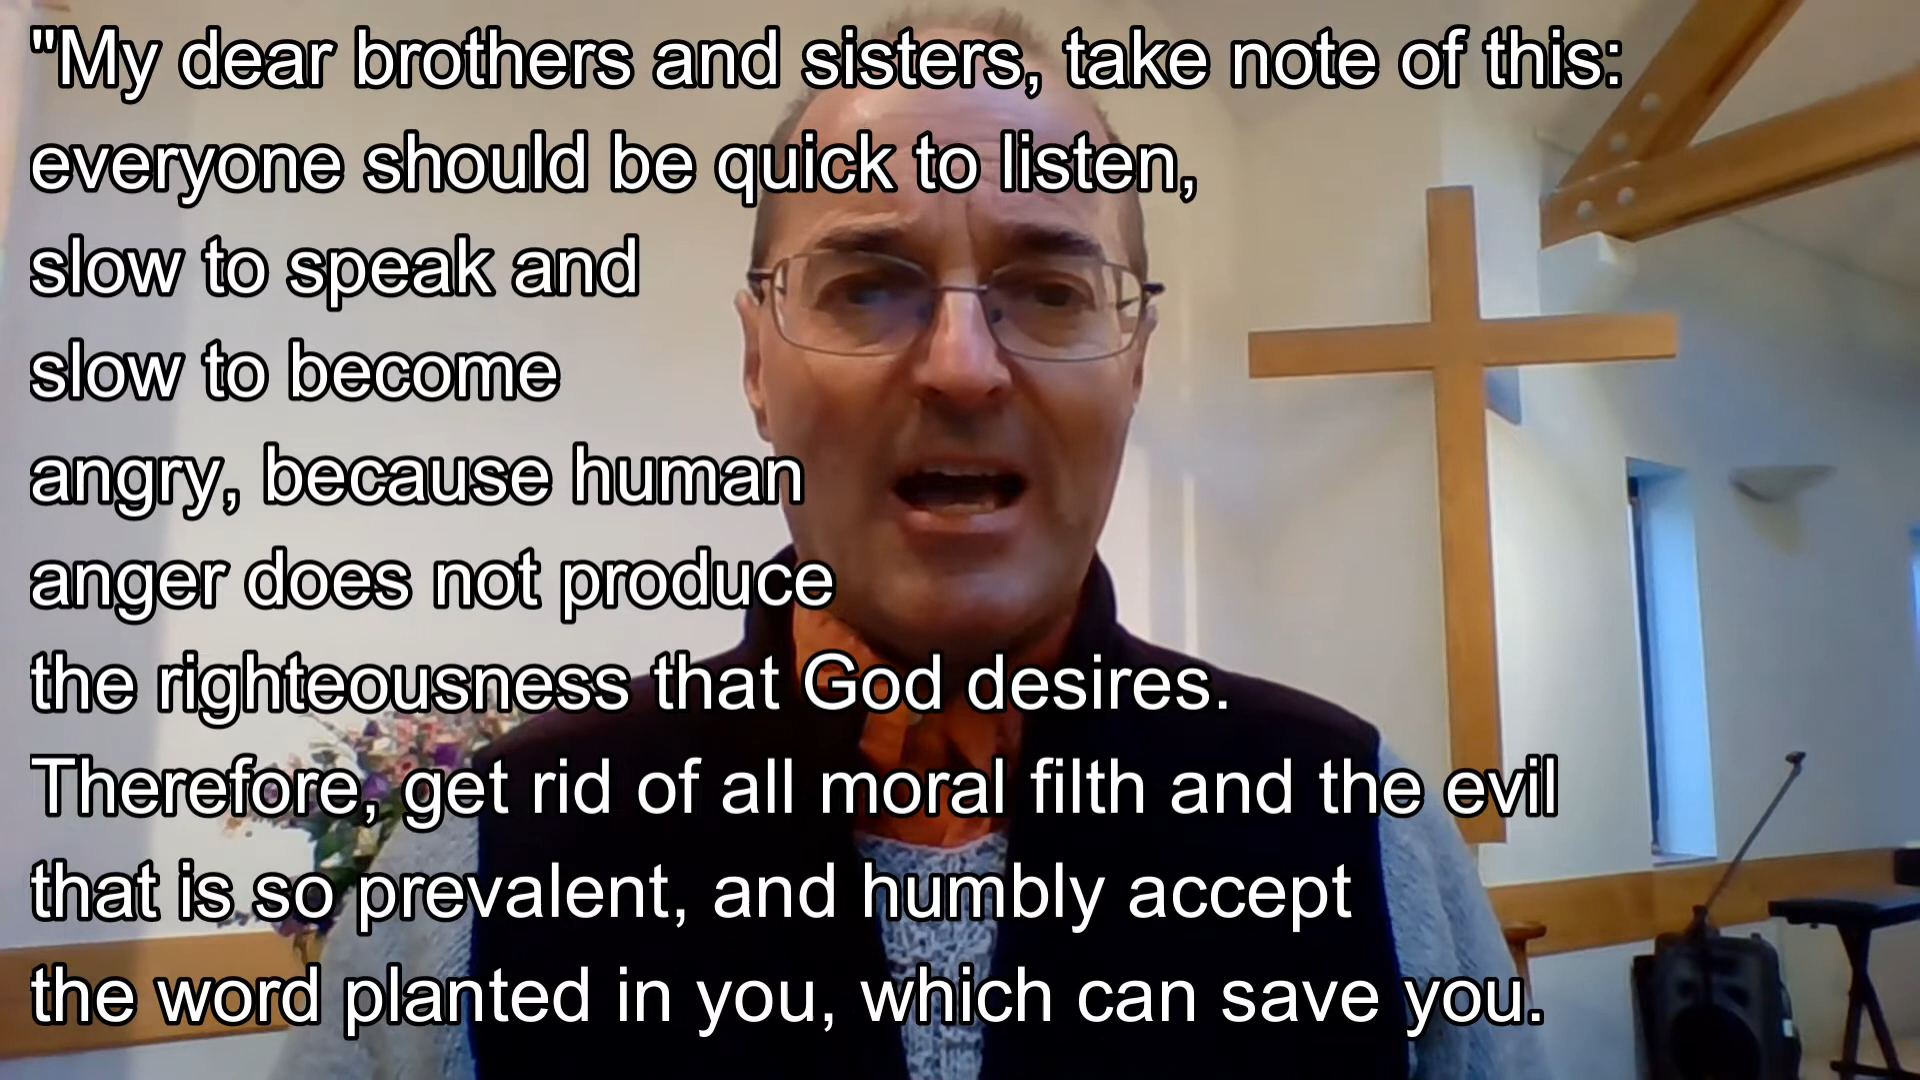 "My dear brothers and sisters, take note of this:
everyone should be quick to listen,
slow to speak and
slow to become
angry, because human
anger does not produce
the righteousness that God desires.
Therefore, get rid of all moral filth and the evil
that is so prevalent, and humbly accept
the word planted in you, which can save you.